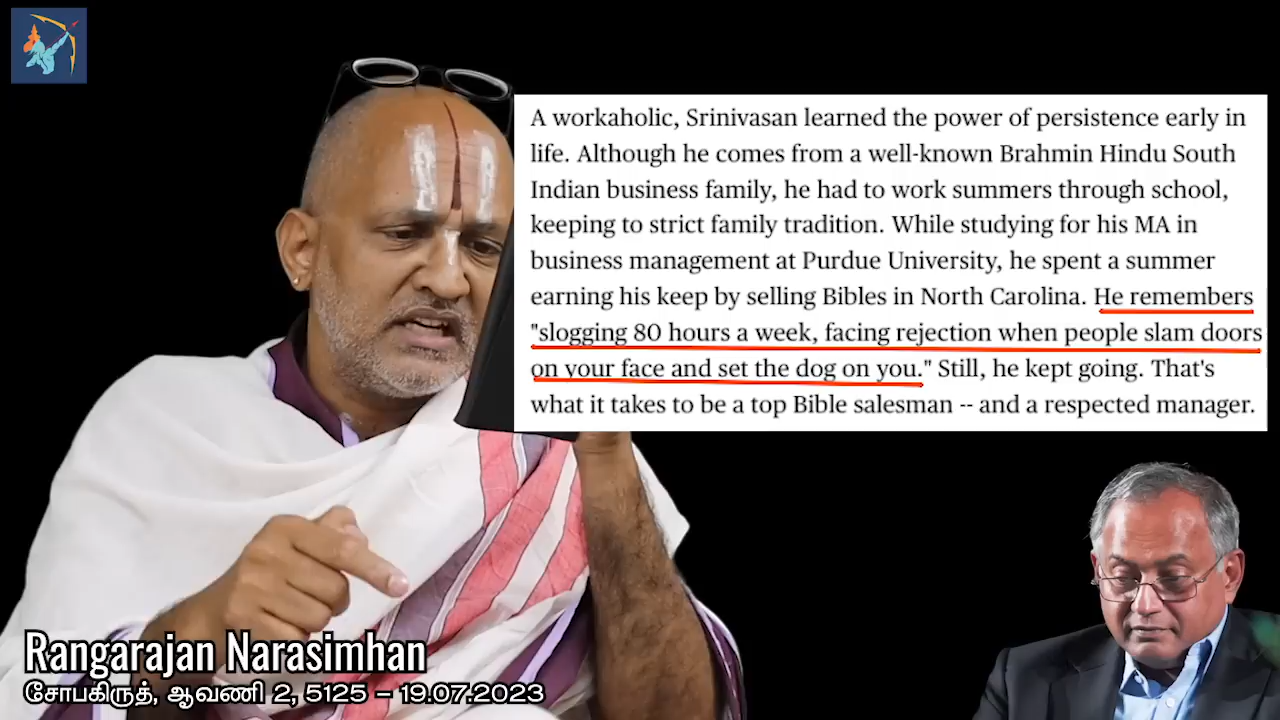 A workaholic, Srinivasan learned the power of persistence early in
life. Although he comes from a well-known Brahmin Hindu South
Indian business family, he had to work summers through school,
keeping to strict family tradition. While studying for his MA in
business management at Purdue University, he spent a summer
earning his keep by selling Bibles in North Carolina. He remembers
"slogging 80 hours a week, facing rejection when people slam doors
on your face and set the dog on you." Still, he kept going. That's
what it takes to be a top Bible salesman -- and a respected manager.
Rangarajan Narasimhan
சோபகிருத், ஆவணி 2, 5125 – 19.07.2023